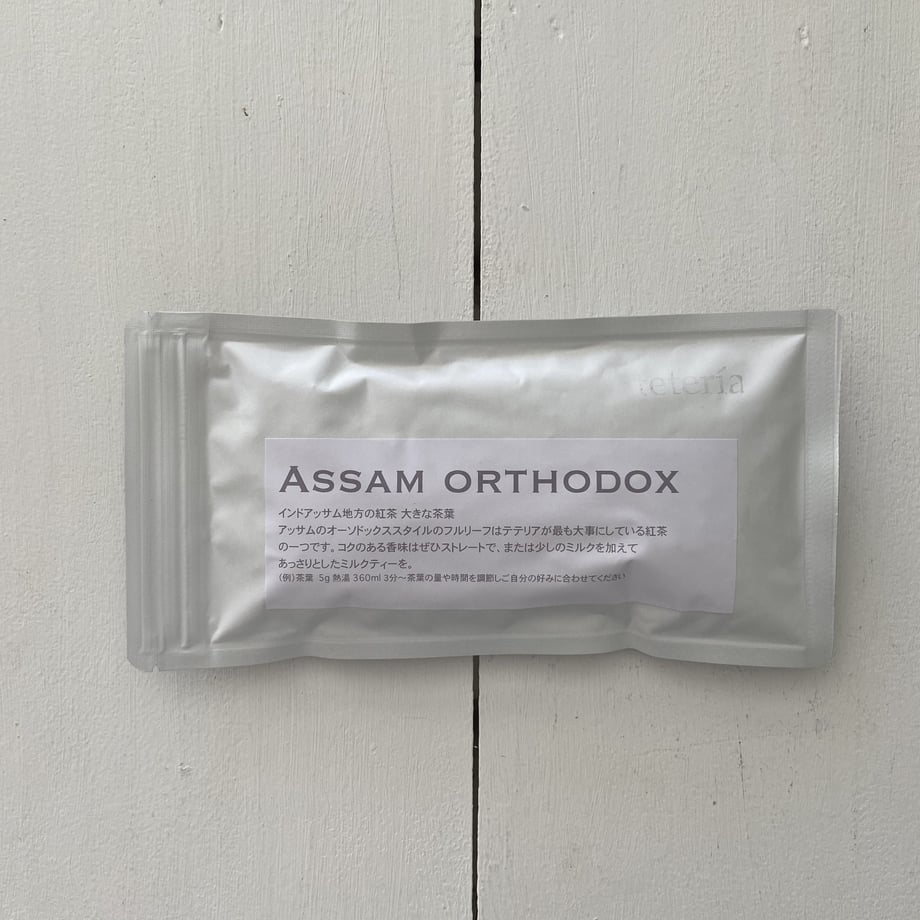 teteria
ASSAM ORTHODOX
インドアッサム地方の紅茶 大きな茶葉
アッサムのオーソドックススタイルのフルリーフはテテリアが最も大事にしている紅茶
の一つです。コクのある香味はぜひストレートで、または少しのミルクを加えて
あっさりとしたミルクティーを。
(例)茶葉 5g 熱湯 360ml 3分〜茶葉の量や時間を調節しご自分の好みに合わせてください